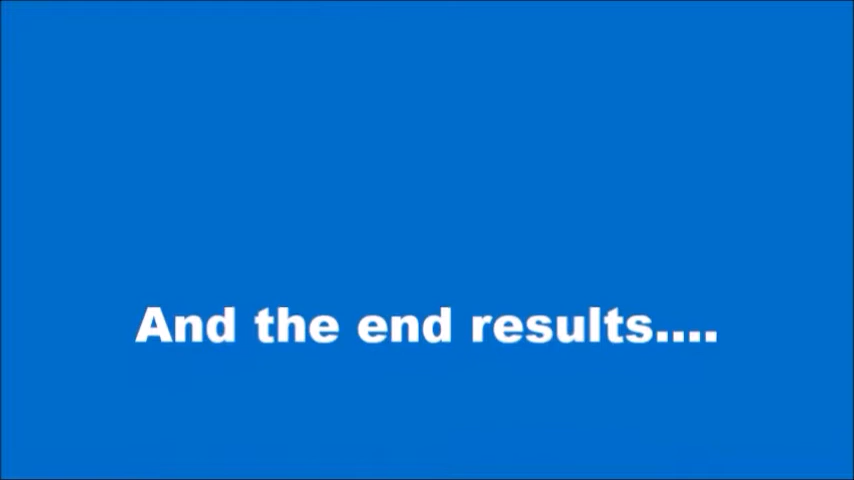 And the end results....